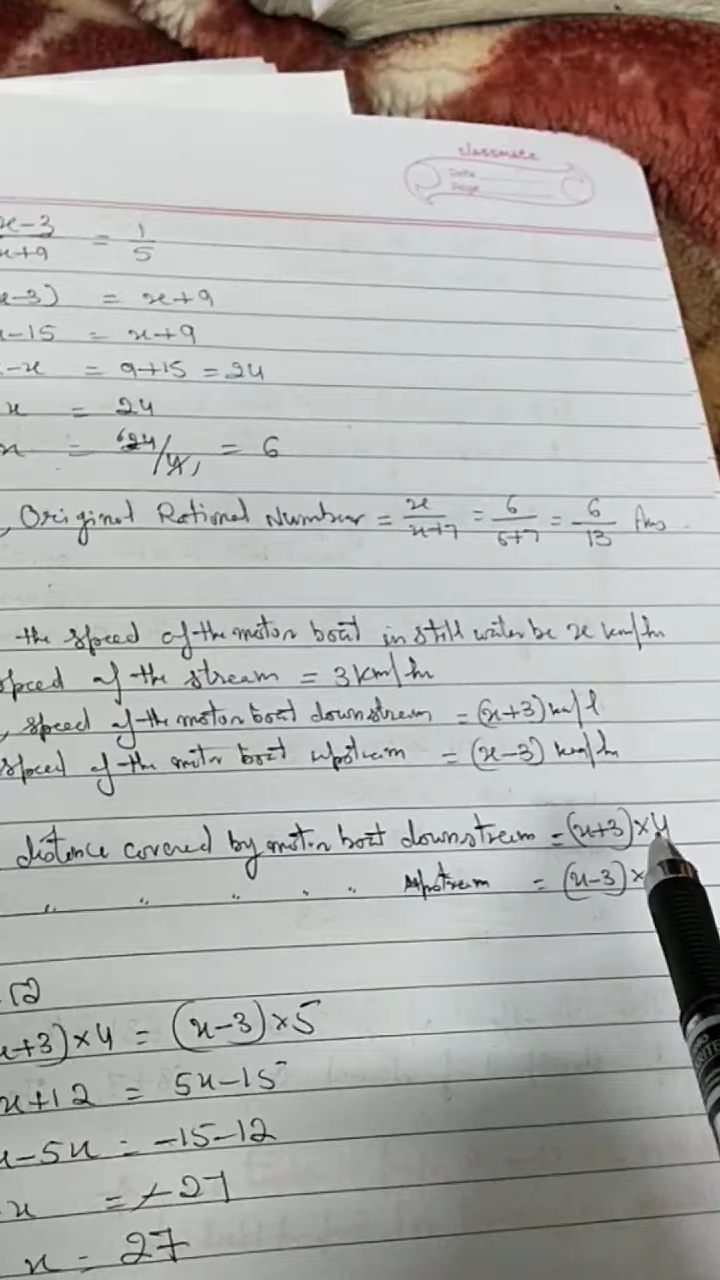 classmate
Date
Page
x-3/x+9 = 1/5
x-3) = x+9
x-15 = x+9
-x = 9+15 = 24
x = 24
x = 24/4 = 6
, Original Rational Number = x/x+7 = 6/6+7 = 6/13 Ans.
the speed of the motor boat in still water be x km/hr
speed of the stream = 3 km/hr
, speed of the motor boat downstream = (x+3) km/h
speed of the motor boat upstream = (x-3) km/hr
distance covered by motor boat downstream = (x+3)×4
" " " " " upstream = (x-3)×
x+3)×4 = (x-3)×5
x+12 = 5x-15
x-5x = -15-12
x = -27
x = 27